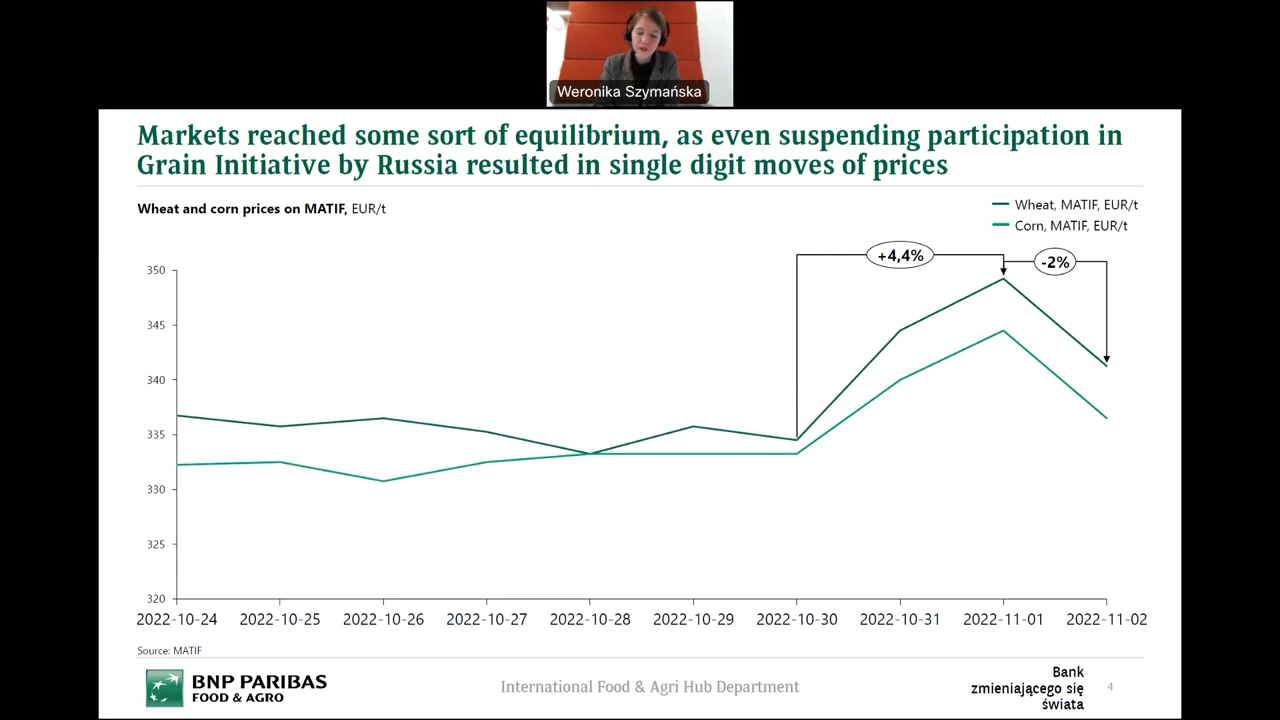 Weronika Szymańska
Markets reached some sort of equilibrium, as even suspending participation in
Grain Initiative by Russia resulted in single digit moves of prices
Wheat and corn prices on MATIF, EUR/t
Wheat, MATIF, EUR/t
Corn, MATIF, EUR/t
+4,4%
-2%
350
345
340
335
330
325
320
2022-10-24 2022-10-25 2022-10-26 2022-10-27 2022-10-28 2022-10-29 2022-10-30 2022-10-31 2022-11-01 2022-11-02
Source: MATIF
BNP PARIBAS
FOOD & AGRO
International Food & Agri Hub Department
Bank
zmieniającego się
świata
4